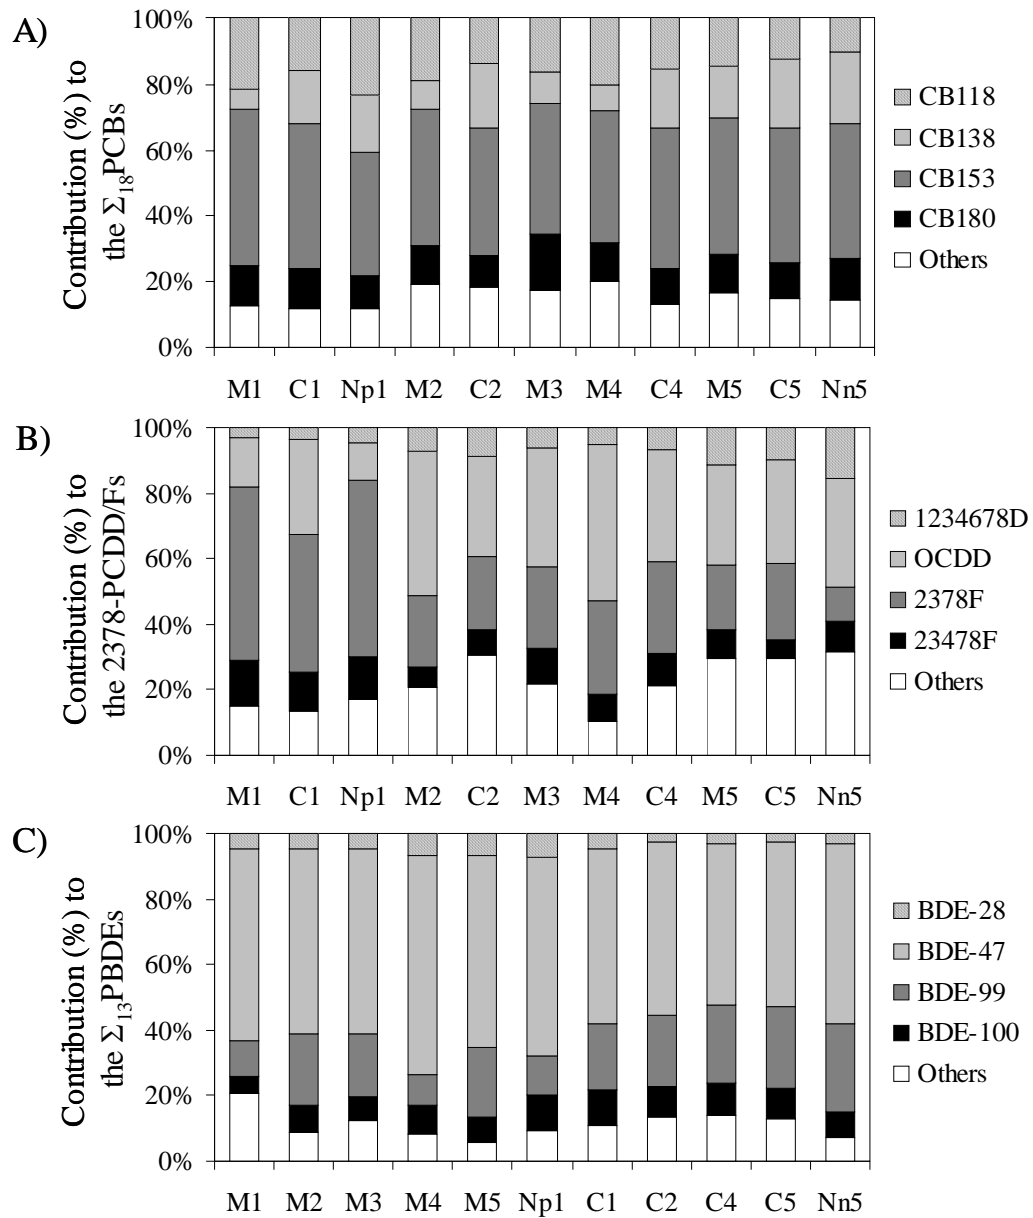 A)
Contribution (%) to
the Σ18PCBs
100%
80%
60%
40%
20%
0%
M1 C1 Np1 M2 C2 M3 M4 C4 M5 C5 Nn5
CB118
CB138
CB153
CB180
Others
B)
Contribution (%) to
the 2378-PCDD/Fs
100%
80%
60%
40%
20%
0%
M1 C1 Np1 M2 C2 M3 M4 C4 M5 C5 Nn5
1234678D
OCDD
2378F
23478F
Others
C)
Contribution (%) to
the Σ13PBDEs
100%
80%
60%
40%
20%
0%
M1 M2 M3 M4 M5 Np1 C1 C2 C4 C5 Nn5
BDE-28
BDE-47
BDE-99
BDE-100
Others